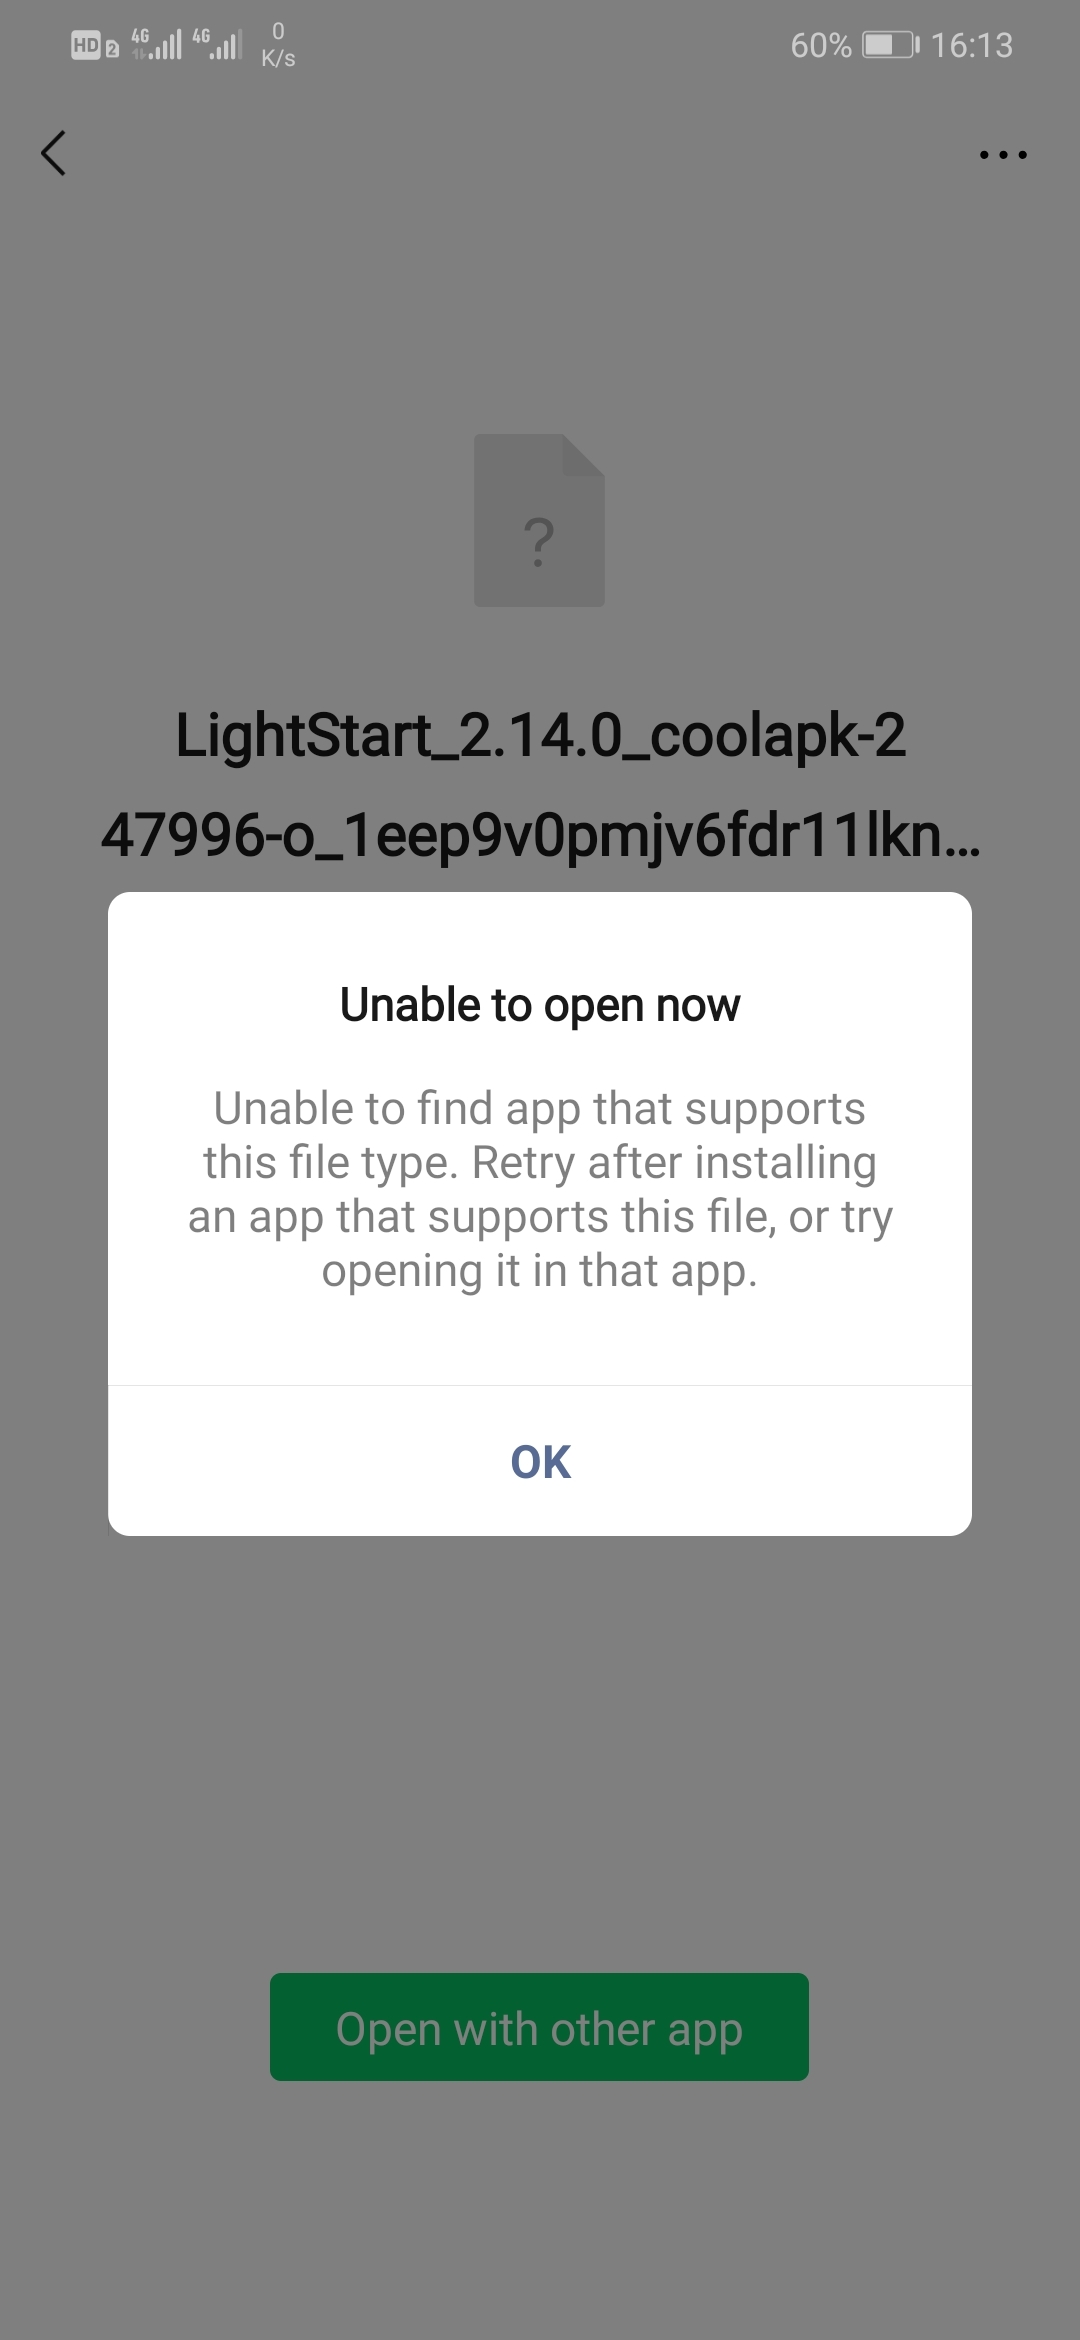 HD 2 4G 4G 0 K/s 60% 16:13
?
LightStart_2.14.0_coolapk-2
47996-o_1eep9v0pmjv6fdr11lkn...
Unable to open now
Unable to find app that supports
this file type. Retry after installing
an app that supports this file, or try
opening it in that app.
OK
Open with other app